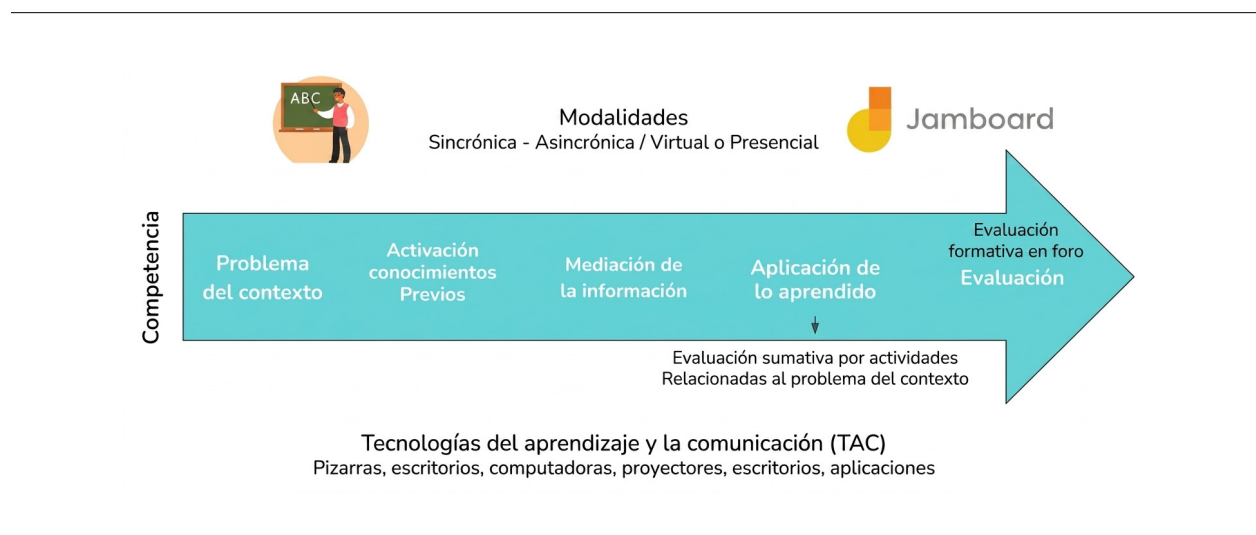 ABC
Modalidades
Sincrónica - Asincrónica / Virtual o Presencial
Jamboard
Competencia
Problema
del contexto
Activación
conocimientos
Previos
Mediación de
la información
Aplicación de
lo aprendido
Evaluación
formativa en foro
Evaluación
Evaluación sumativa por actividades
Relacionadas al problema del contexto
Tecnologías del aprendizaje y la comunicación (TAC)
Pizarras, escritorios, computadoras, proyectores, escritorios, aplicaciones